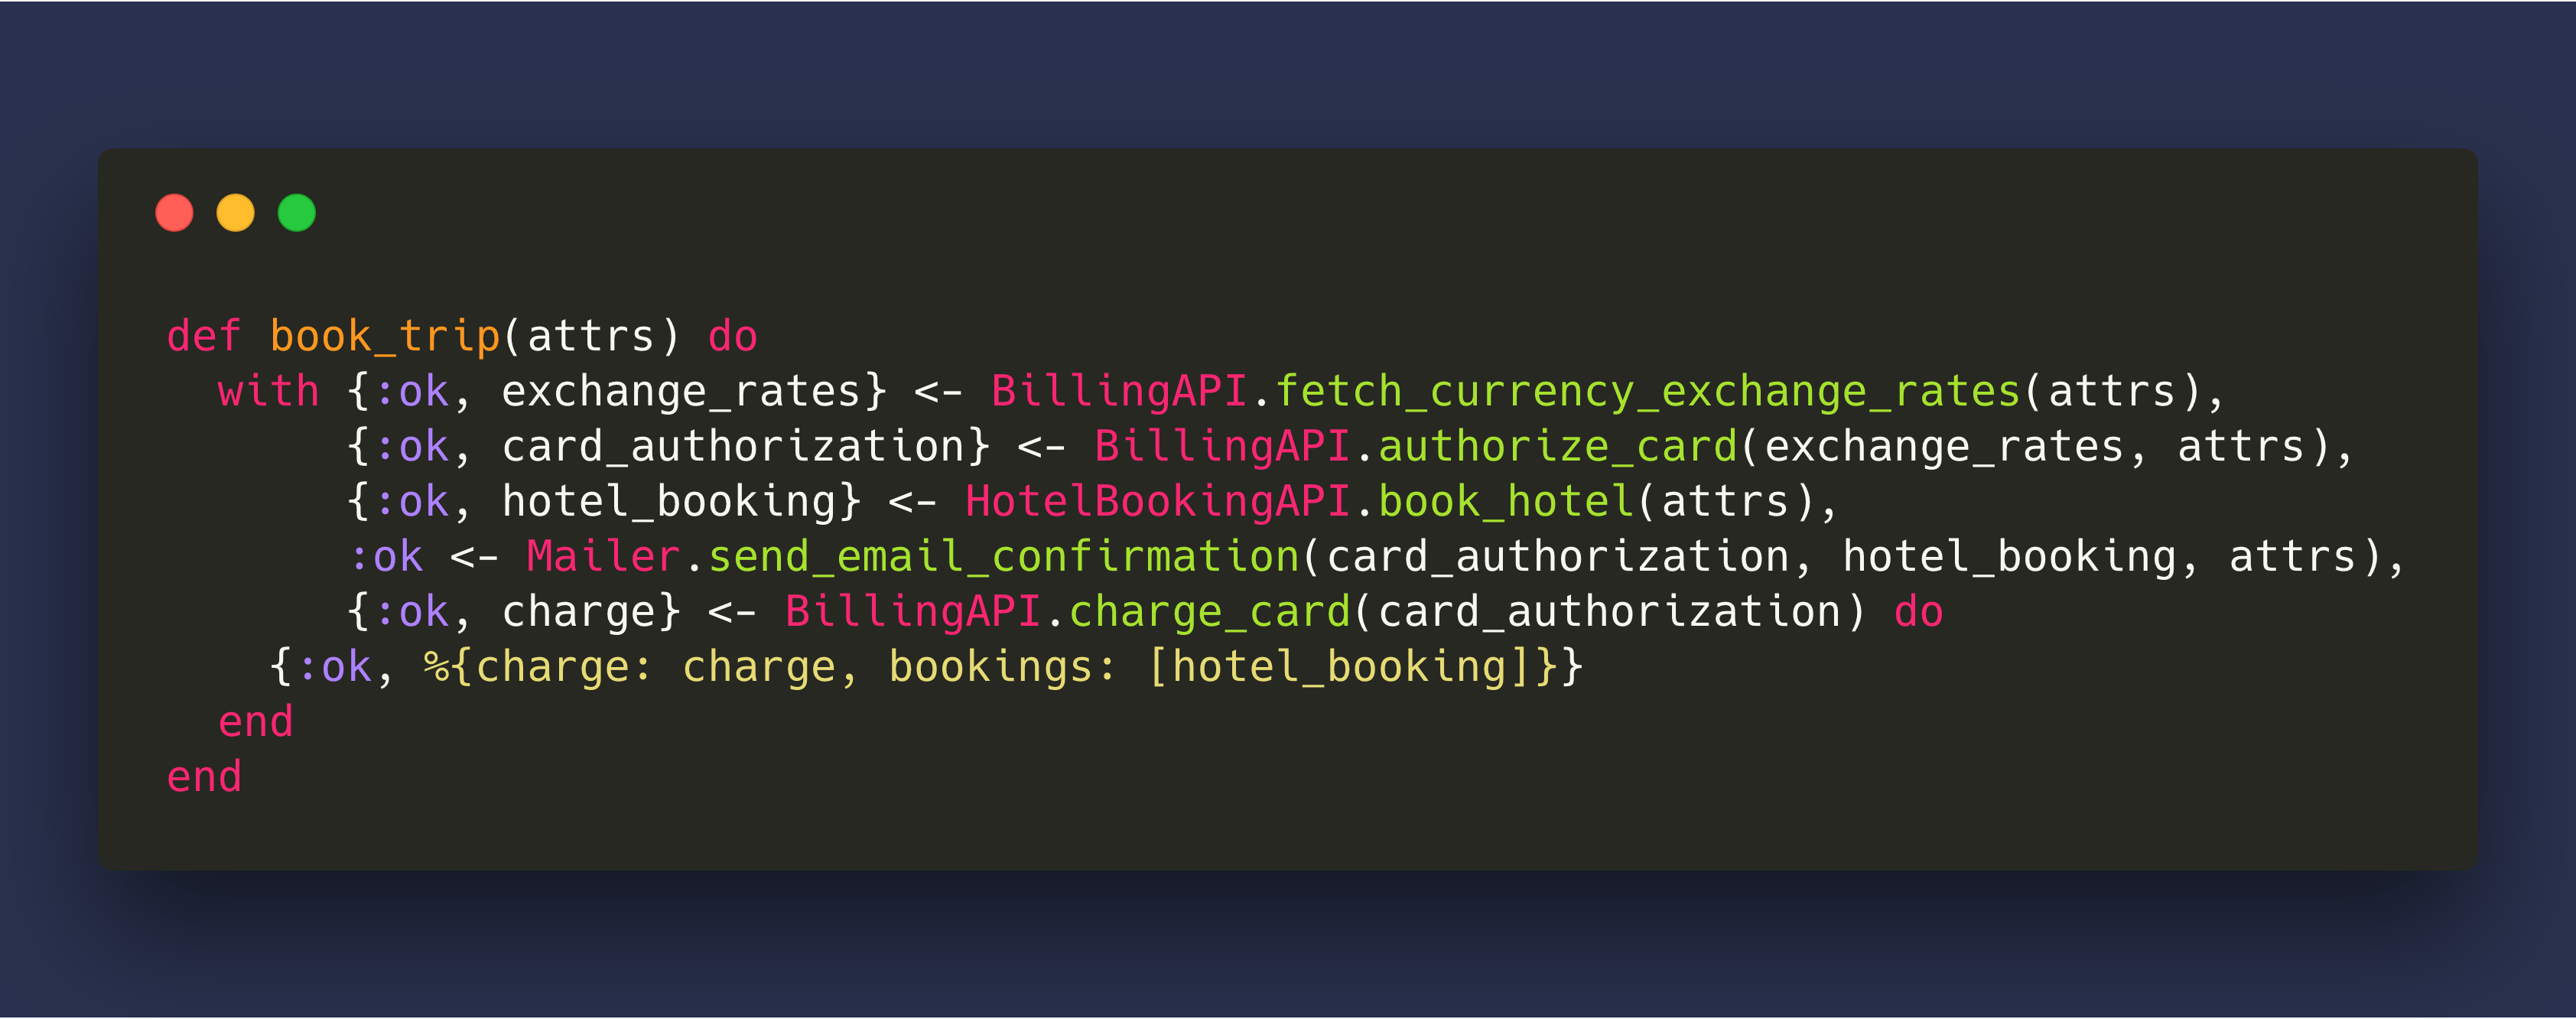 def book_trip(attrs) do
  with {:ok, exchange_rates} <- BillingAPI.fetch_currency_exchange_rates(attrs),
       {:ok, card_authorization} <- BillingAPI.authorize_card(exchange_rates, attrs),
       {:ok, hotel_booking} <- HotelBookingAPI.book_hotel(attrs),
       :ok <- Mailer.send_email_confirmation(card_authorization, hotel_booking, attrs),
       {:ok, charge} <- BillingAPI.charge_card(card_authorization) do
    {:ok, %{charge: charge, bookings: [hotel_booking]}}
  end
end